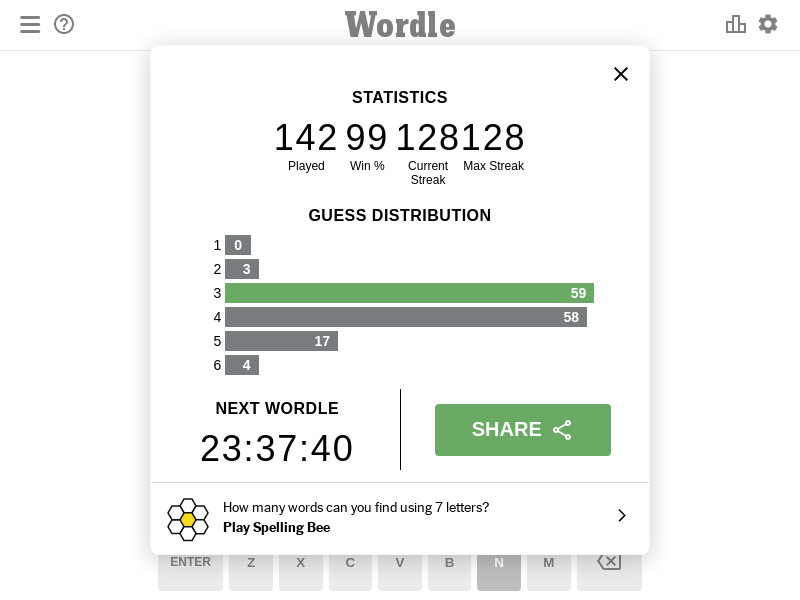 Wordle
STATISTICS
142 99 128 128
Played Win % Current Streak Max Streak
GUESS DISTRIBUTION
1 0
2 3
3 59
4 58
5 17
6 4
NEXT WORDLE
23:37:40
SHARE
How many words can you find using 7 letters?
Play Spelling Bee
ENTER Z X C V B N M